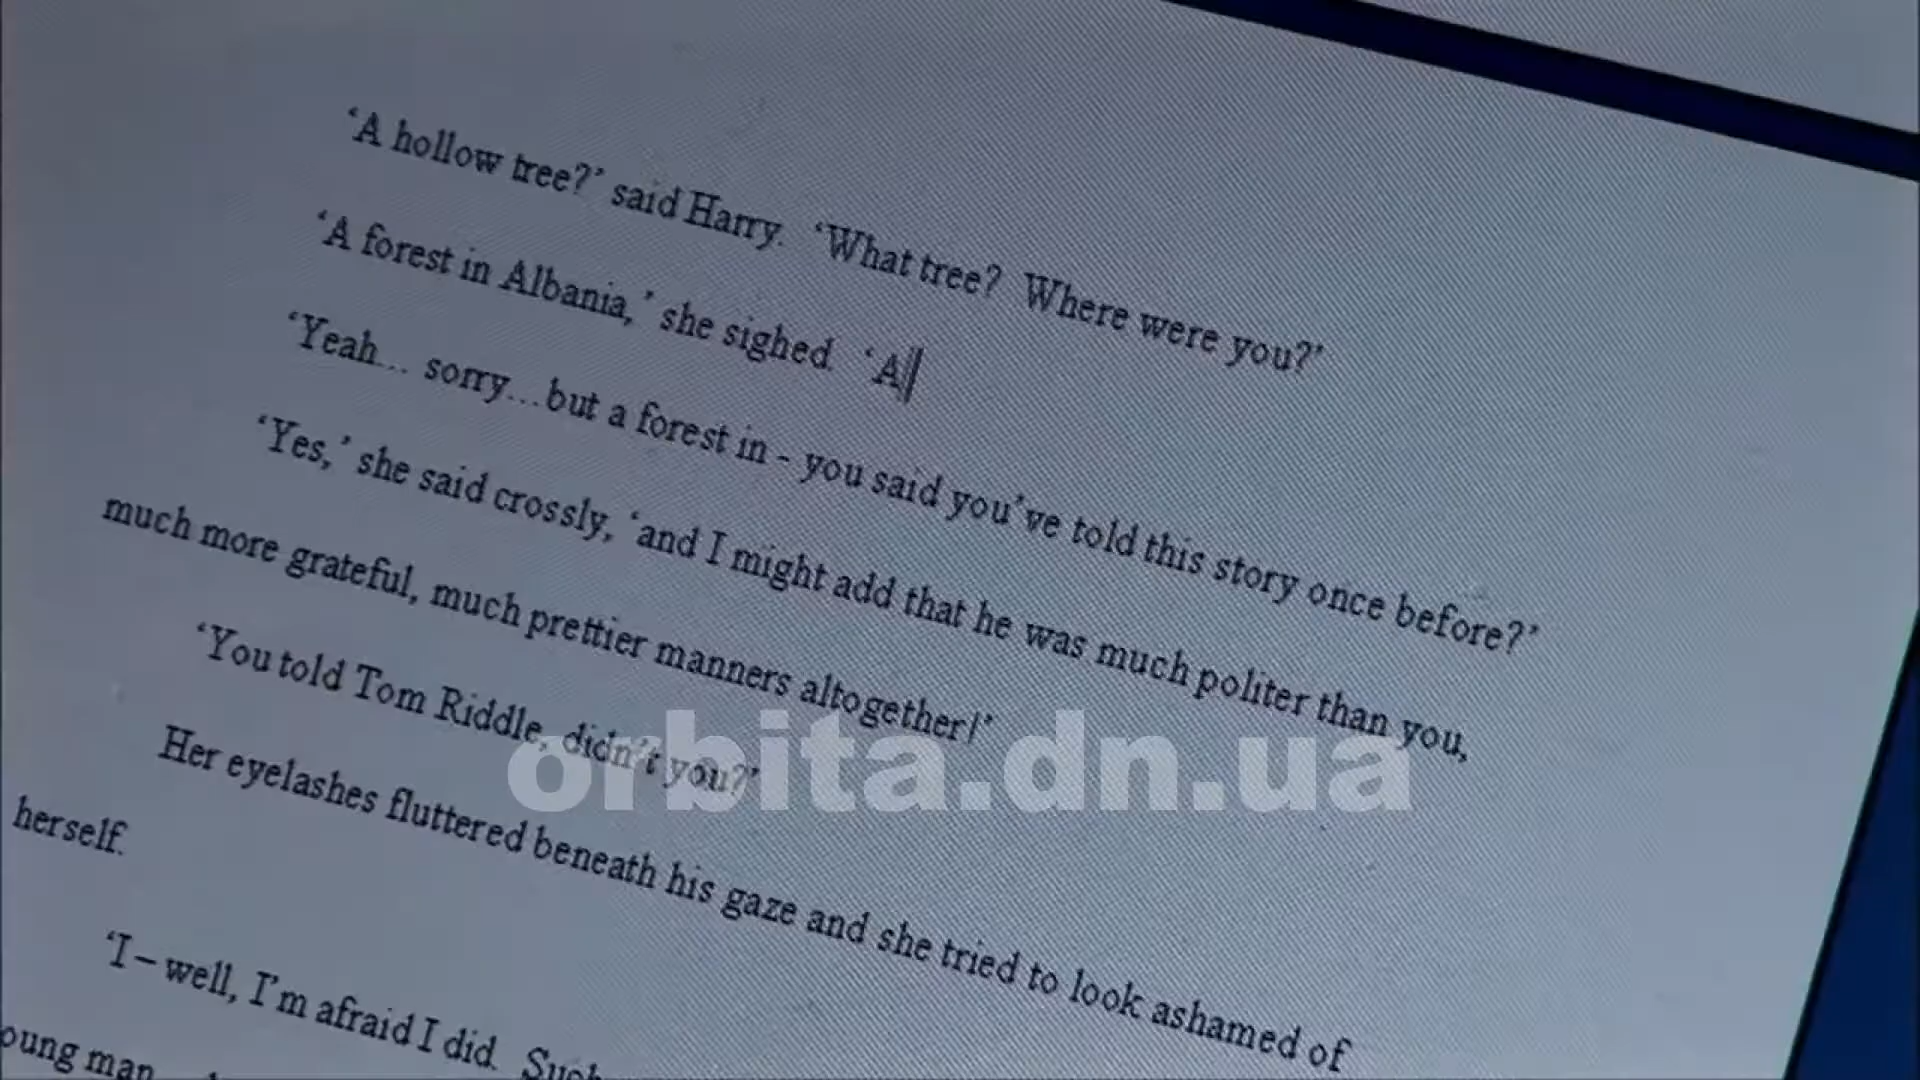 ‘A hollow tree?’ said Harry. ‘What tree? Where were you?’
‘A forest in Albania,’ she sighed. ‘A
‘Yeah... sorry...but a forest in - you said you’ve told this story once before?’
‘Yes,’ she said crossly, ‘and I might add that he was much politer than you,
much more grateful, much prettier manners altogether!’
‘You told Tom Riddle, didn’t you?’
orbita.dn.ua
Her eyelashes fluttered beneath his gaze and she tried to look ashamed of
herself.
‘I – well, I’m afraid I did.
man